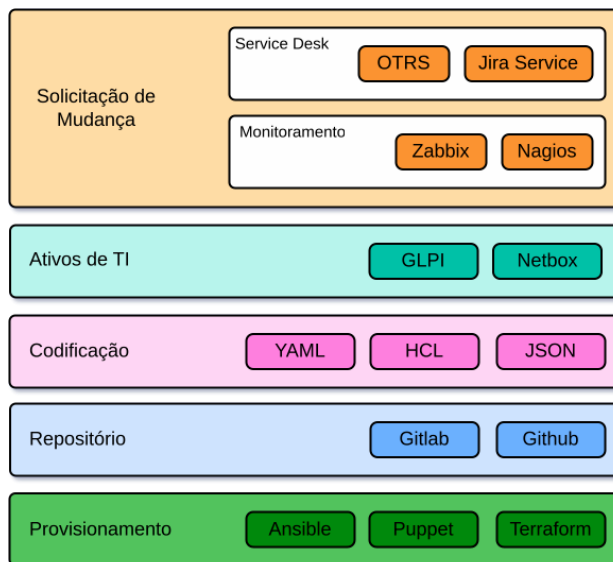 Service Desk
OTRS Jira Service
Solicitação de
Mudança
Monitoramento
Zabbix Nagios
Ativos de TI GLPI Netbox
Codificação YAML HCL JSON
Repositório Gitlab Github
Provisionamento Ansible Puppet Terraform